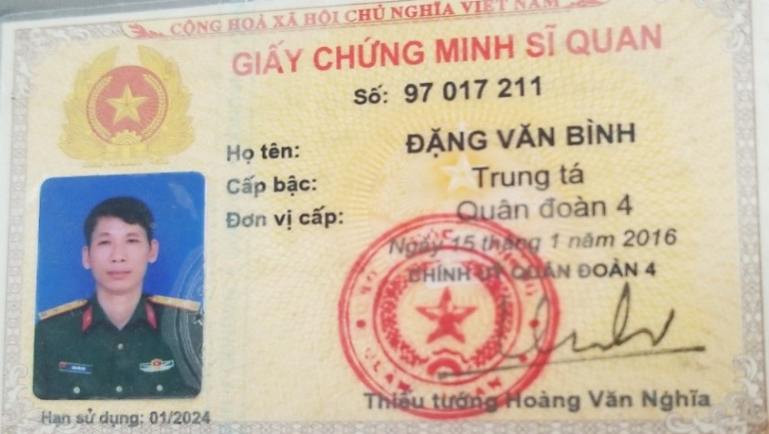 CỘNG HOÀ XÃ HỘI CHỦ NGHĨA VIỆT NAM
GIẤY CHỨNG MINH SĨ QUAN
Số: 97 017 211
Họ tên: ĐẶNG VĂN BÌNH
Cấp bậc: Trung tá
Đơn vị cấp: Quân đoàn 4
Ngày 15 tháng 1 năm 2016
CHÍNH UỶ QUÂN ĐOÀN 4
Thiếu tướng Hoàng Văn Nghĩa
Hạn sử dụng: 01/2024